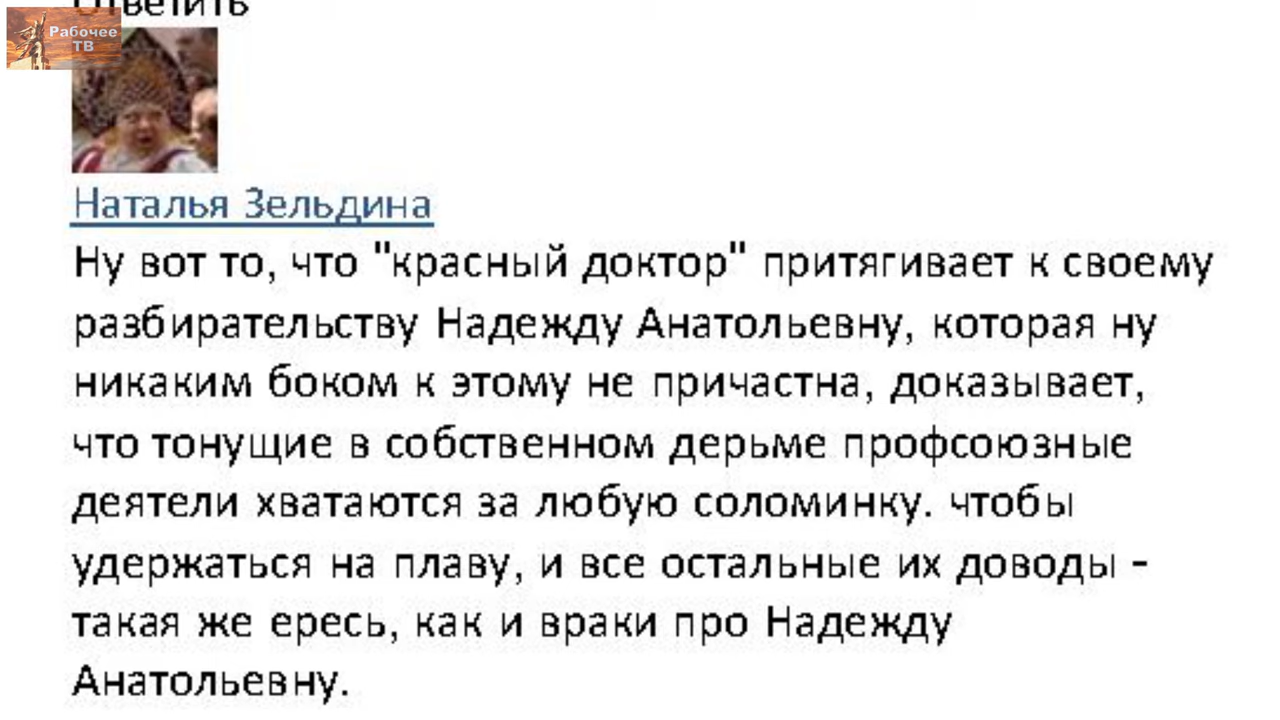 Ответить
Рабочее
ТВ
Наталья Зельдина
Ну вот то, что "красный доктор" притягивает к своему
разбирательству Надежду Анатольевну, которая ну
никаким боком к этому не причастна, доказывает,
что тонущие в собственном дерьме профсоюзные
деятели хватаются за любую соломинку. чтобы
удержаться на плаву, и все остальные их доводы -
такая же ересь, как и враки про Надежду
Анатольевну.